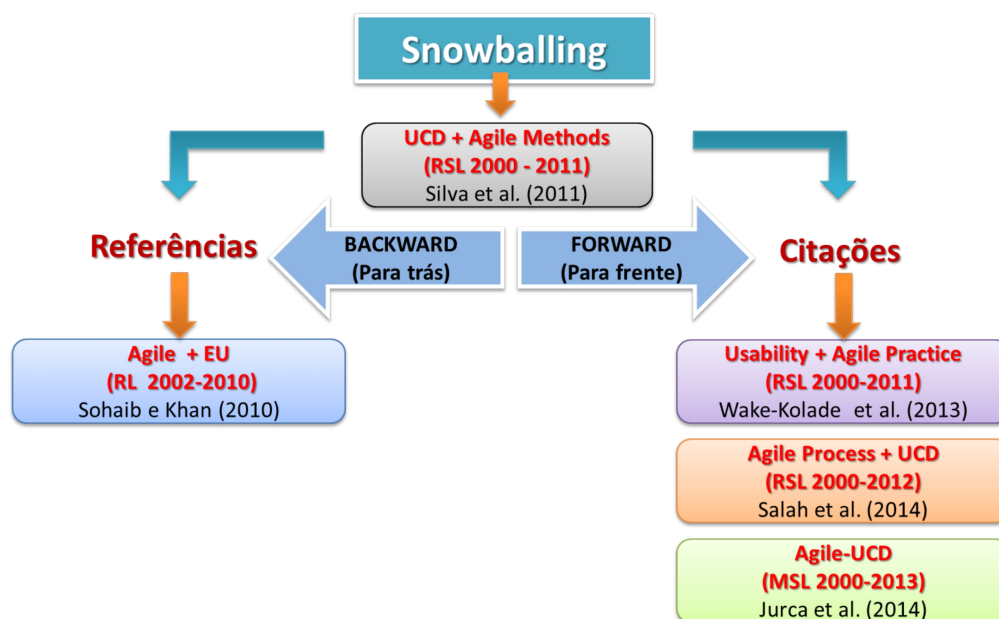 Snowballing
UCD + Agile Methods
(RSL 2000 - 2011)
Silva et al. (2011)
Referências
BACKWARD
(Para trás)
FORWARD
(Para frente)
Citações
Agile + EU
(RL 2002-2010)
Sohaib e Khan (2010)
Usability + Agile Practice
(RSL 2000-2011)
Wake-Kolade et al. (2013)
Agile Process + UCD
(RSL 2000-2012)
Salah et al. (2014)
Agile-UCD
(MSL 2000-2013)
Jurca et al. (2014)